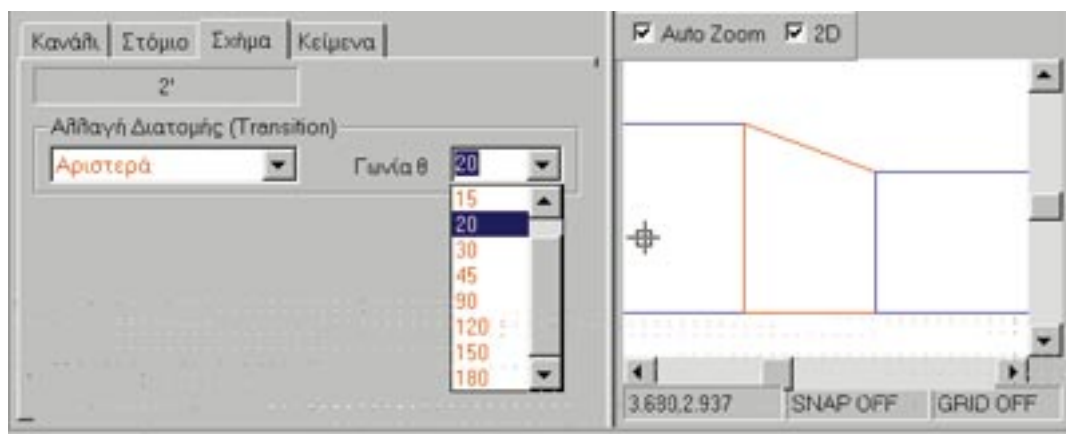 Κανάλι Στόμιο Σχήμα Κείμενα
2'
Αλλαγή Διατομής (Transition)
Αριστερά Γωνία θ 20
15
20
30
45
90
120
150
180
Auto Zoom 2D
3.680,2.937 SNAP OFF GRID OFF